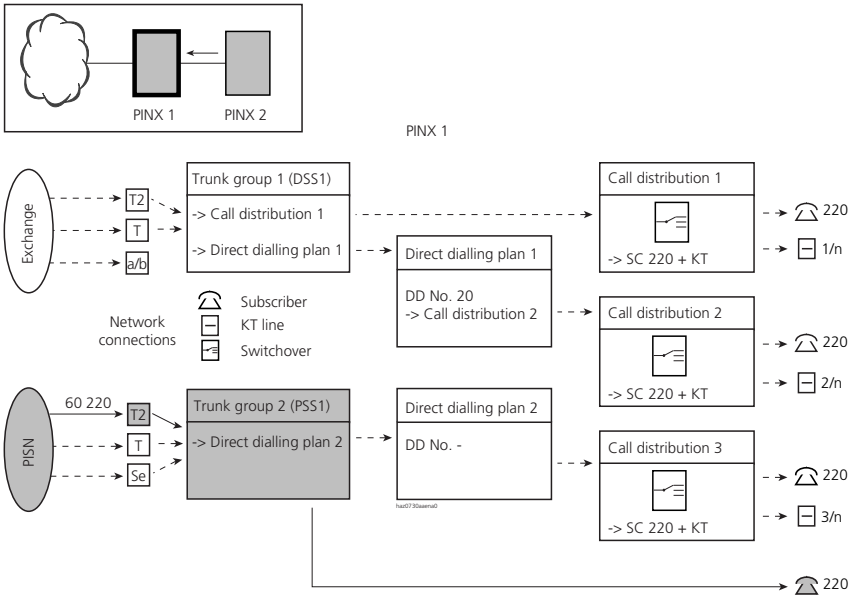 PINX 1
PINX 2
PINX 1
Exchange
T2
T
a/b
Trunk group 1 (DSS1)
-> Call distribution 1
-> Direct dialling plan 1
Direct dialling plan 1
DD No. 20
-> Call distribution 2
Call distribution 1
-> SC 220 + KT
220
1/n
Network
connections
Subscriber
KT line
Switchover
Call distribution 2
-> SC 220 + KT
220
2/n
PISN
60 220
T2
T
Se
Trunk group 2 (PSS1)
-> Direct dialling plan 2
Direct dialling plan 2
DD No. -
haz0730aaena0
Call distribution 3
-> SC 220 + KT
220
3/n
220